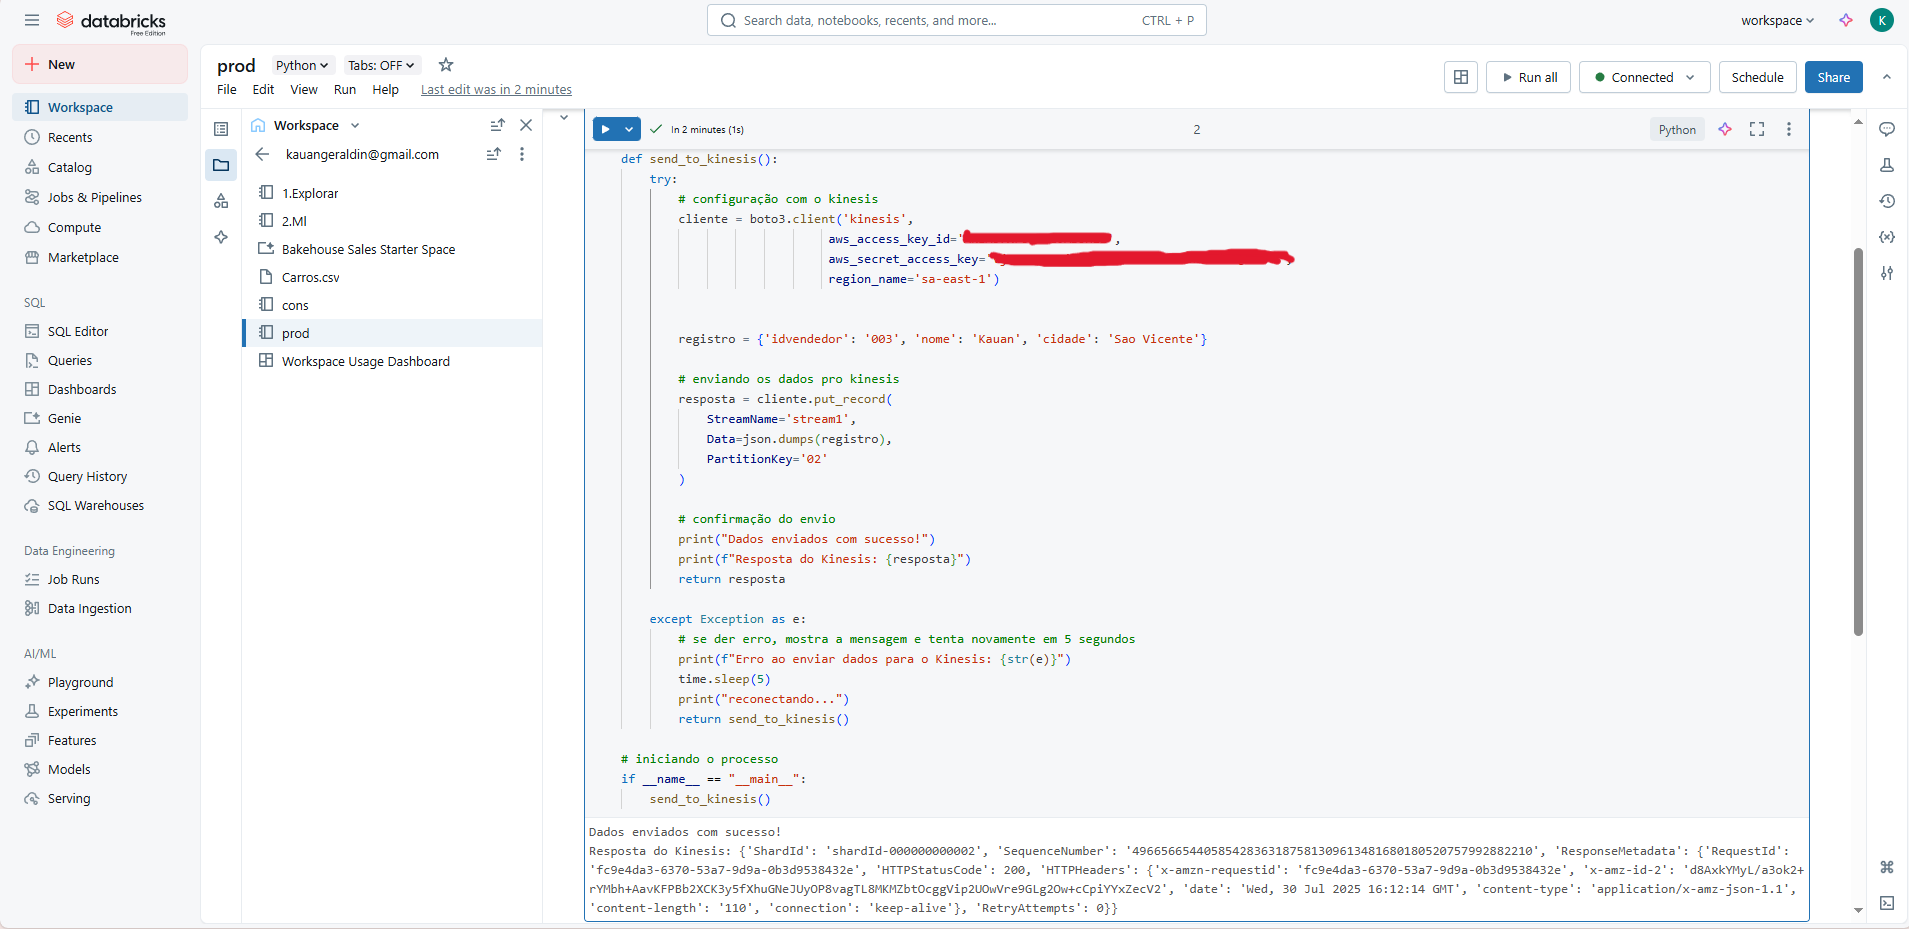 databricks
Free Edition
Search data, notebooks, recents, and more...
CTRL + P
workspace
K
New
Workspace
Recents
Catalog
Jobs & Pipelines
Compute
Marketplace
SQL
SQL Editor
Queries
Dashboards
Genie
Alerts
Query History
SQL Warehouses
Data Engineering
Job Runs
Data Ingestion
AI/ML
Playground
Experiments
Features
Models
Serving
prod
Python
Tabs: OFF
File Edit View Run Help Last edit was in 2 minutes
Run all
Connected
Schedule
Share
Workspace
kauangeraldin@gmail.com
1.Explorar
2.Ml
Bakehouse Sales Starter Space
Carros.csv
cons
prod
Workspace Usage Dashboard
In 2 minutes (1s)
2
Python
def send_to_kinesis():
try:
# configuração com o kinesis
cliente = boto3.client('kinesis',
aws_access_key_id='
,
aws_secret_access_key=
region_name='sa-east-1')
registro = {'idvendedor': '003', 'nome': 'Kauan', 'cidade': 'Sao Vicente'}
# enviando os dados pro kinesis
resposta = cliente.put_record(
StreamName='stream1',
Data=json.dumps(registro),
PartitionKey='02'
)
# confirmação do envio
print("Dados enviados com sucesso!")
print(f"Resposta do Kinesis: {resposta}")
return resposta
except Exception as e:
# se der erro, mostra a mensagem e tenta novamente em 5 segundos
print(f"Erro ao enviar dados para o Kinesis: {str(e)}")
time.sleep(5)
print("reconectando...")
return send_to_kinesis()
# iniciando o processo
if __name__ == "__main__":
send_to_kinesis()
Dados enviados com sucesso!
Resposta do Kinesis: {'ShardId': 'shardId-000000000002', 'SequenceNumber': '49665665440585428363187581309613481680180520757992882210', 'ResponseMetadata': {'RequestId':
'fc9e4da3-6370-53a7-9d9a-0b3d9538432e', 'HTTPStatusCode': 200, 'HTTPHeaders': {'x-amzn-requestid': 'fc9e4da3-6370-53a7-9d9a-0b3d9538432e', 'x-amz-id-2': 'd8AxkYMyL/a3ok2+
rYMbh+AavKFPBb2XCK3y5fXhuGNeJUyOP8vagTL8MKMZbtOcggVip2UOwVre9GLg2Ow+cCpiYYxZecV2', 'date': 'Wed, 30 Jul 2025 16:12:14 GMT', 'content-type': 'application/x-amz-json-1.1',
'content-length': '110', 'connection': 'keep-alive'}, 'RetryAttempts': 0}}